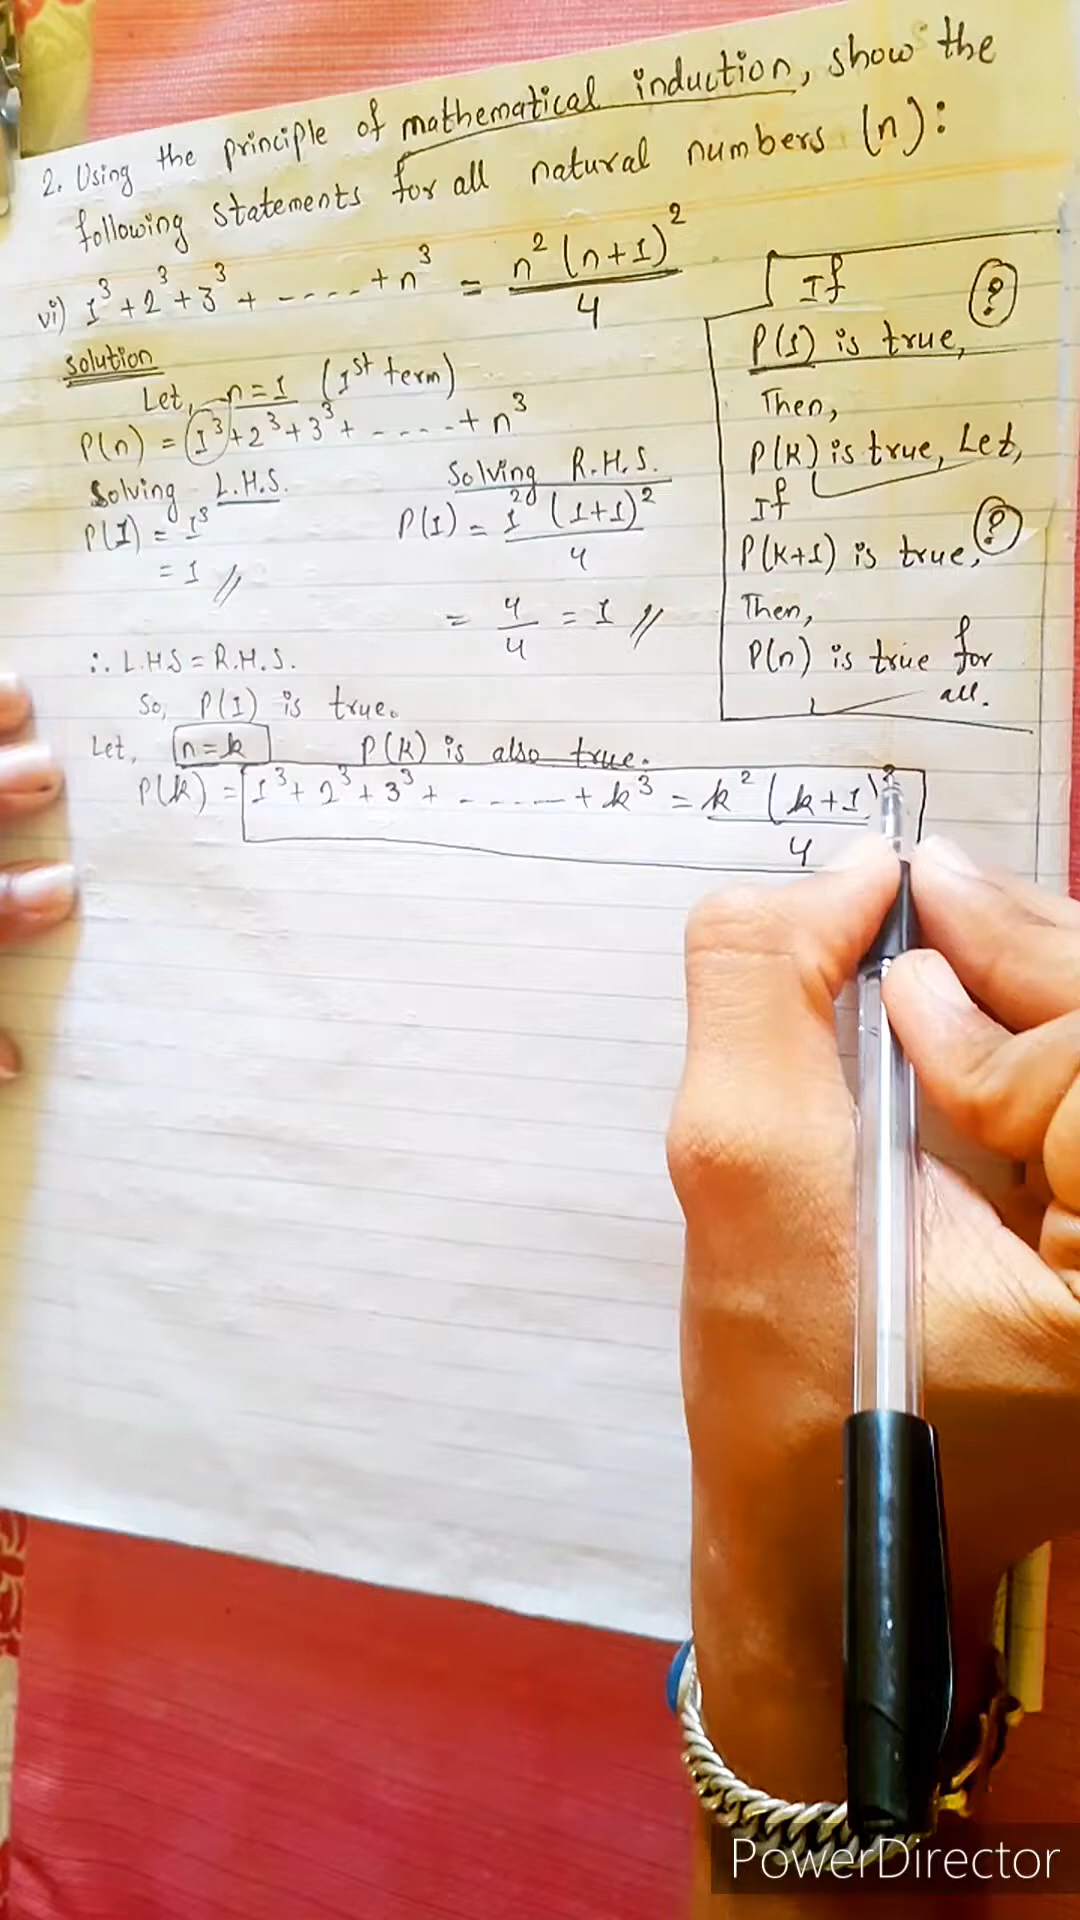 2. Using the principle of mathematical induction, show the
following statements for all natural numbers (n):
vi) 1³ + 2³ + 3³ + ----- + n³ = n²(n+1)² / 4
Solution
Let, n = 1 (1st term)
P(n) = 1³ + 2³ + 3³ + ----- + n³
Solving L.H.S.
P(1) = 1³
= 1 //
Solving R.H.S.
P(1) = 1²(1+1)² / 4
= 4/4 = 1 //
∴ L.H.S = R.H.S.
So, P(1) is true.
Let, n = k P(k) is also true.
P(k) = 1³ + 2³ + 3³ + ------ + k³ = k²(k+1)² / 4
If ?
P(1) is true,
Then,
P(k) is true, Let,
If
P(k+1) is true, ?
Then,
P(n) is true for
all.
PowerDirector